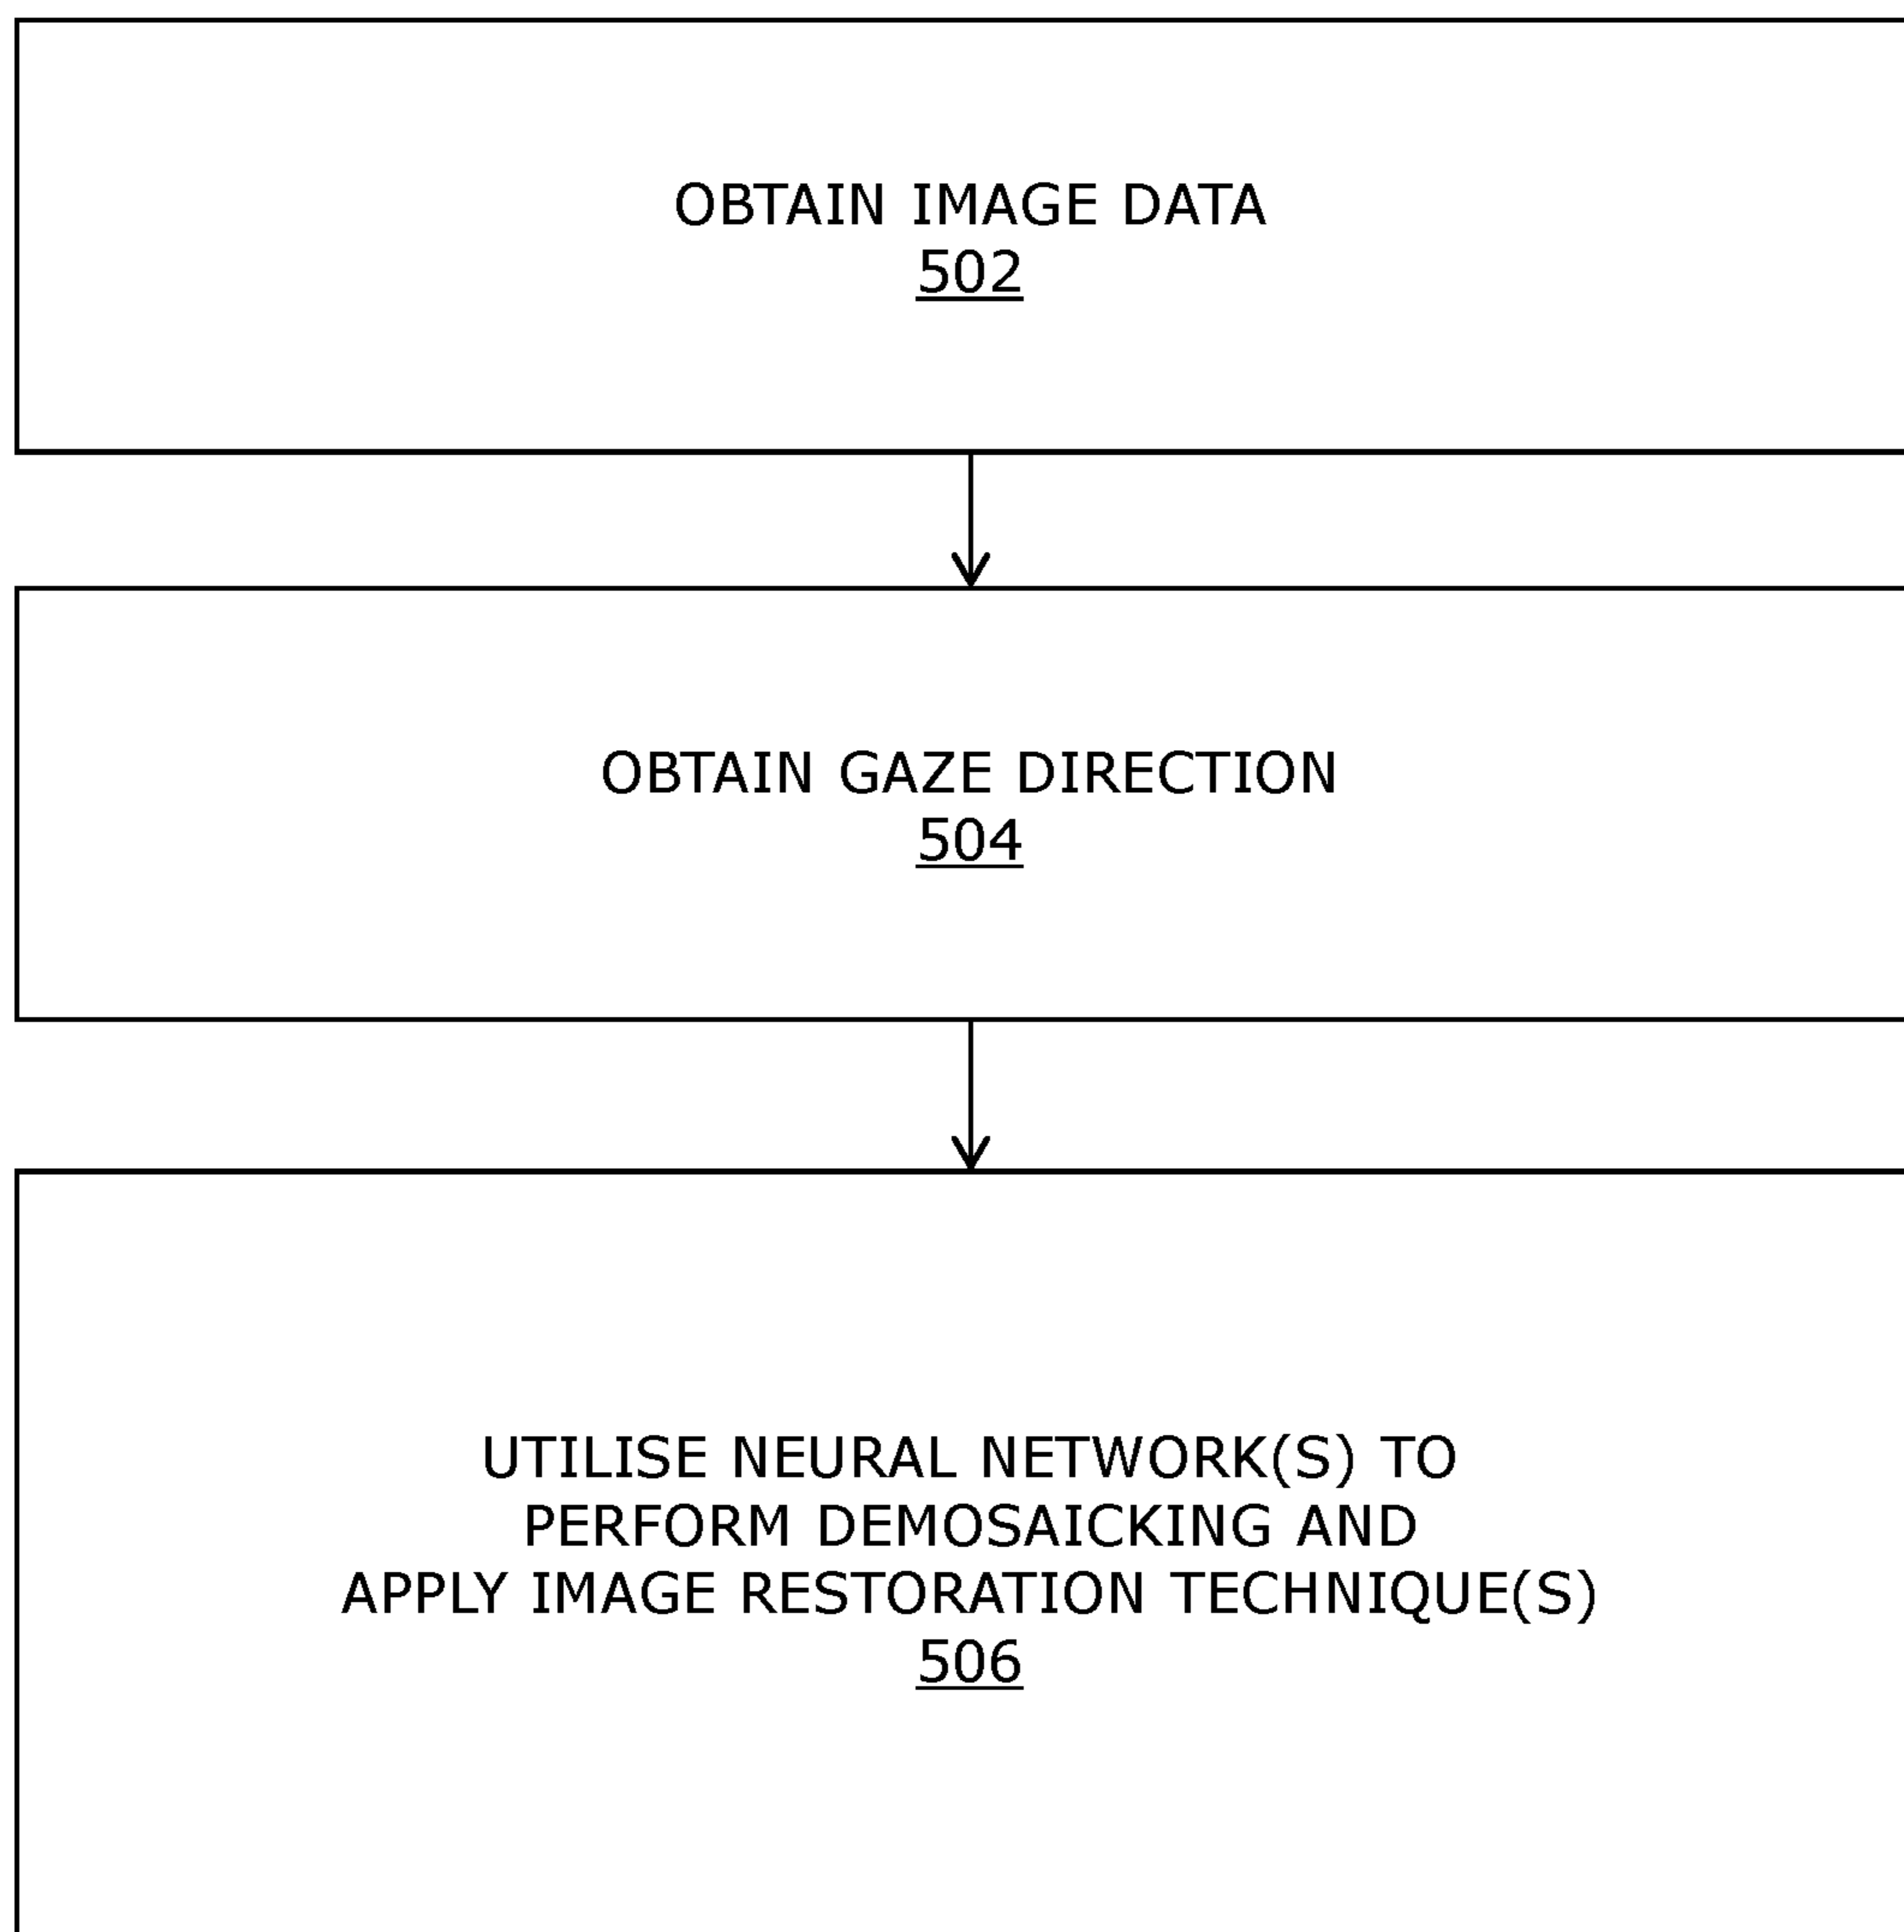 OBTAIN IMAGE DATA
502
OBTAIN GAZE DIRECTION
504
UTILISE NEURAL NETWORK(S) TO
PERFORM DEMOSAICKING AND
APPLY IMAGE RESTORATION TECHNIQUE(S)
506